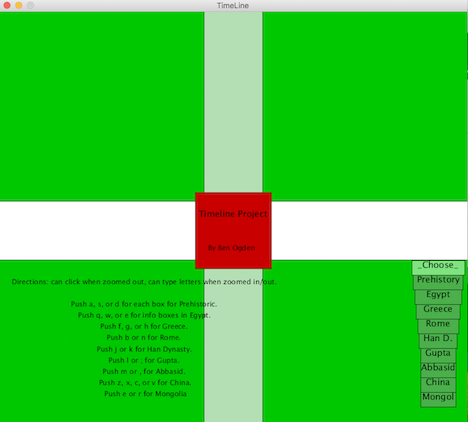 TimeLine
Timeline Project
By Ben Ogden
Directions: can click when zoomed out, can type letters when zoomed in/out.
Push a, s, or d for each box for Prehistoric.
Push q, w, or e for info boxes in Egypt.
Push f, g, or h for Greece.
Push b or n for Rome.
Push j or k for Han Dynasty.
Push l or , for Gupta.
Push m or , for Abbasid.
Push z, x, c, or v for China.
Push e or r for Mongolia
_Choose_
Prehistory
Egypt
Greece
Rome
Han D.
Gupta
Abbasid
China
Mongol